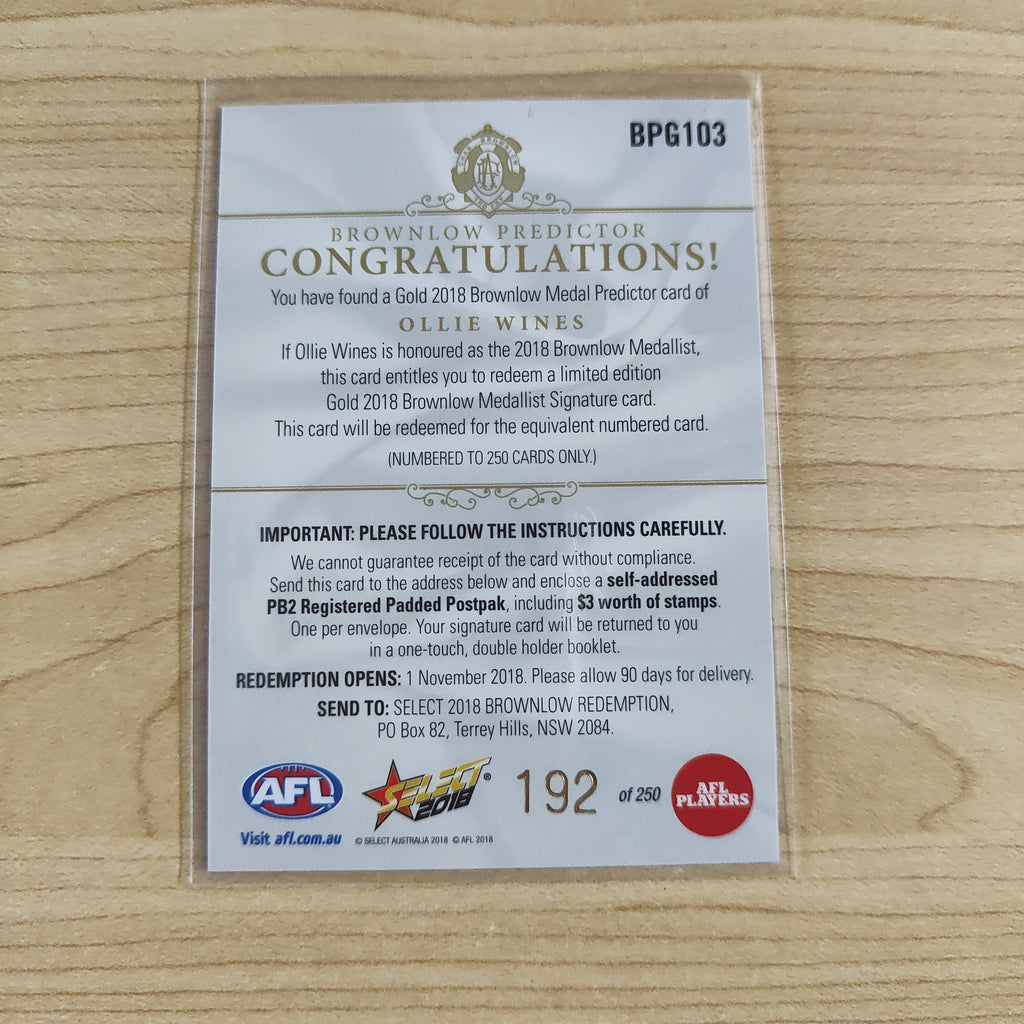 BPG103
BROWNLOW PREDICTOR
CONGRATULATIONS!
You have found a Gold 2018 Brownlow Medal Predictor card of
OLLIE WINES
If Ollie Wines is honoured as the 2018 Brownlow Medallist,
this card entitles you to redeem a limited edition
Gold 2018 Brownlow Medallist Signature card.
This card will be redeemed for the equivalent numbered card.
(NUMBERED TO 250 CARDS ONLY.)
IMPORTANT: PLEASE FOLLOW THE INSTRUCTIONS CAREFULLY.
We cannot guarantee receipt of the card without compliance.
Send this card to the address below and enclose a self-addressed
PB2 Registered Padded Postpak, including $3 worth of stamps.
One per envelope. Your signature card will be returned to you
in a one-touch, double holder booklet.
REDEMPTION OPENS: 1 November 2018. Please allow 90 days for delivery.
SEND TO: SELECT 2018 BROWNLOW REDEMPTION,
PO Box 82, Terrey Hills, NSW 2084.
AFL
SELECT®
2018
192 of 250
AFL
PLAYERS
Visit afl.com.au
© SELECT AUSTRALIA 2018 © AFL 2018